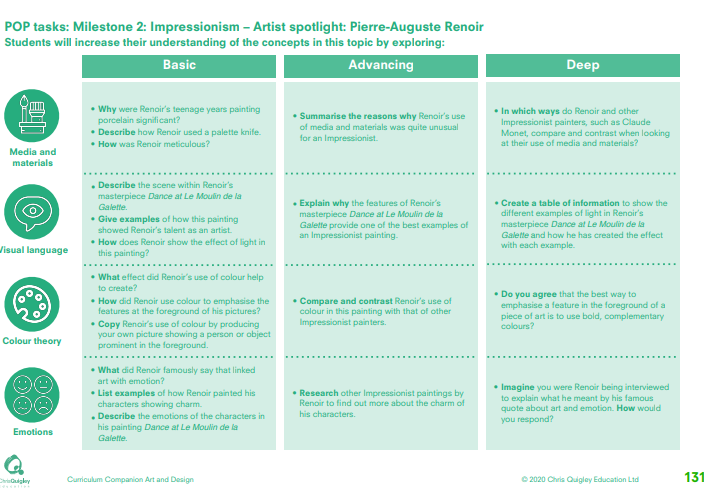 POP tasks: Milestone 2: Impressionism – Artist spotlight: Pierre-Auguste Renoir
Students will increase their understanding of the concepts in this topic by exploring:
Basic
Advancing
Deep
Media and
materials
• Why were Renoir's teenage years painting
porcelain significant?
• Describe how Renoir used a palette knife.
• How was Renoir meticulous?
• Summarise the reasons why Renoir's use
of media and materials was quite unusual
for an Impressionist.
• In which ways do Renoir and other
Impressionist painters, such as Claude
Monet, compare and contrast when looking
at their use of media and materials?
Visual language
• Describe the scene within Renoir's
masterpiece Dance at Le Moulin de la
Galette.
• Give examples of how this painting
showed Renoir's talent as an artist.
• How does Renoir show the effect of light in
this painting?
• Explain why the features of Renoir's
masterpiece Dance at Le Moulin de la
Galette provide one of the best examples of
an Impressionist painting.
• Create a table of information to show the
different examples of light in Renoir's
masterpiece Dance at Le Moulin de la
Galette and how he has created the effect
with each example.
Colour theory
• What effect did Renoir's use of colour help
to create?
• How did Renoir use colour to emphasise the
features at the foreground of his pictures?
• Copy Renoir's use of colour by producing
your own picture showing a person or object
prominent in the foreground.
• Compare and contrast Renoir's use of
colour in this painting with that of other
Impressionist painters.
• Do you agree that the best way to
emphasise a feature in the foreground of a
piece of art is to use bold, complementary
colours?
Emotions
• What did Renoir famously say that linked
art with emotion?
• List examples of how Renoir painted his
characters showing charm.
• Describe the emotions of the characters in
his painting Dance at Le Moulin de la
Galette.
• Research other Impressionist paintings by
Renoir to find out more about the charm of
his characters.
• Imagine you were Renoir being interviewed
to explain what he meant by his famous
quote about art and emotion. How would
you respond?
ChrisQuigley
Curriculum Companion Art and Design
© 2020 Chris Quigley Education Ltd
131